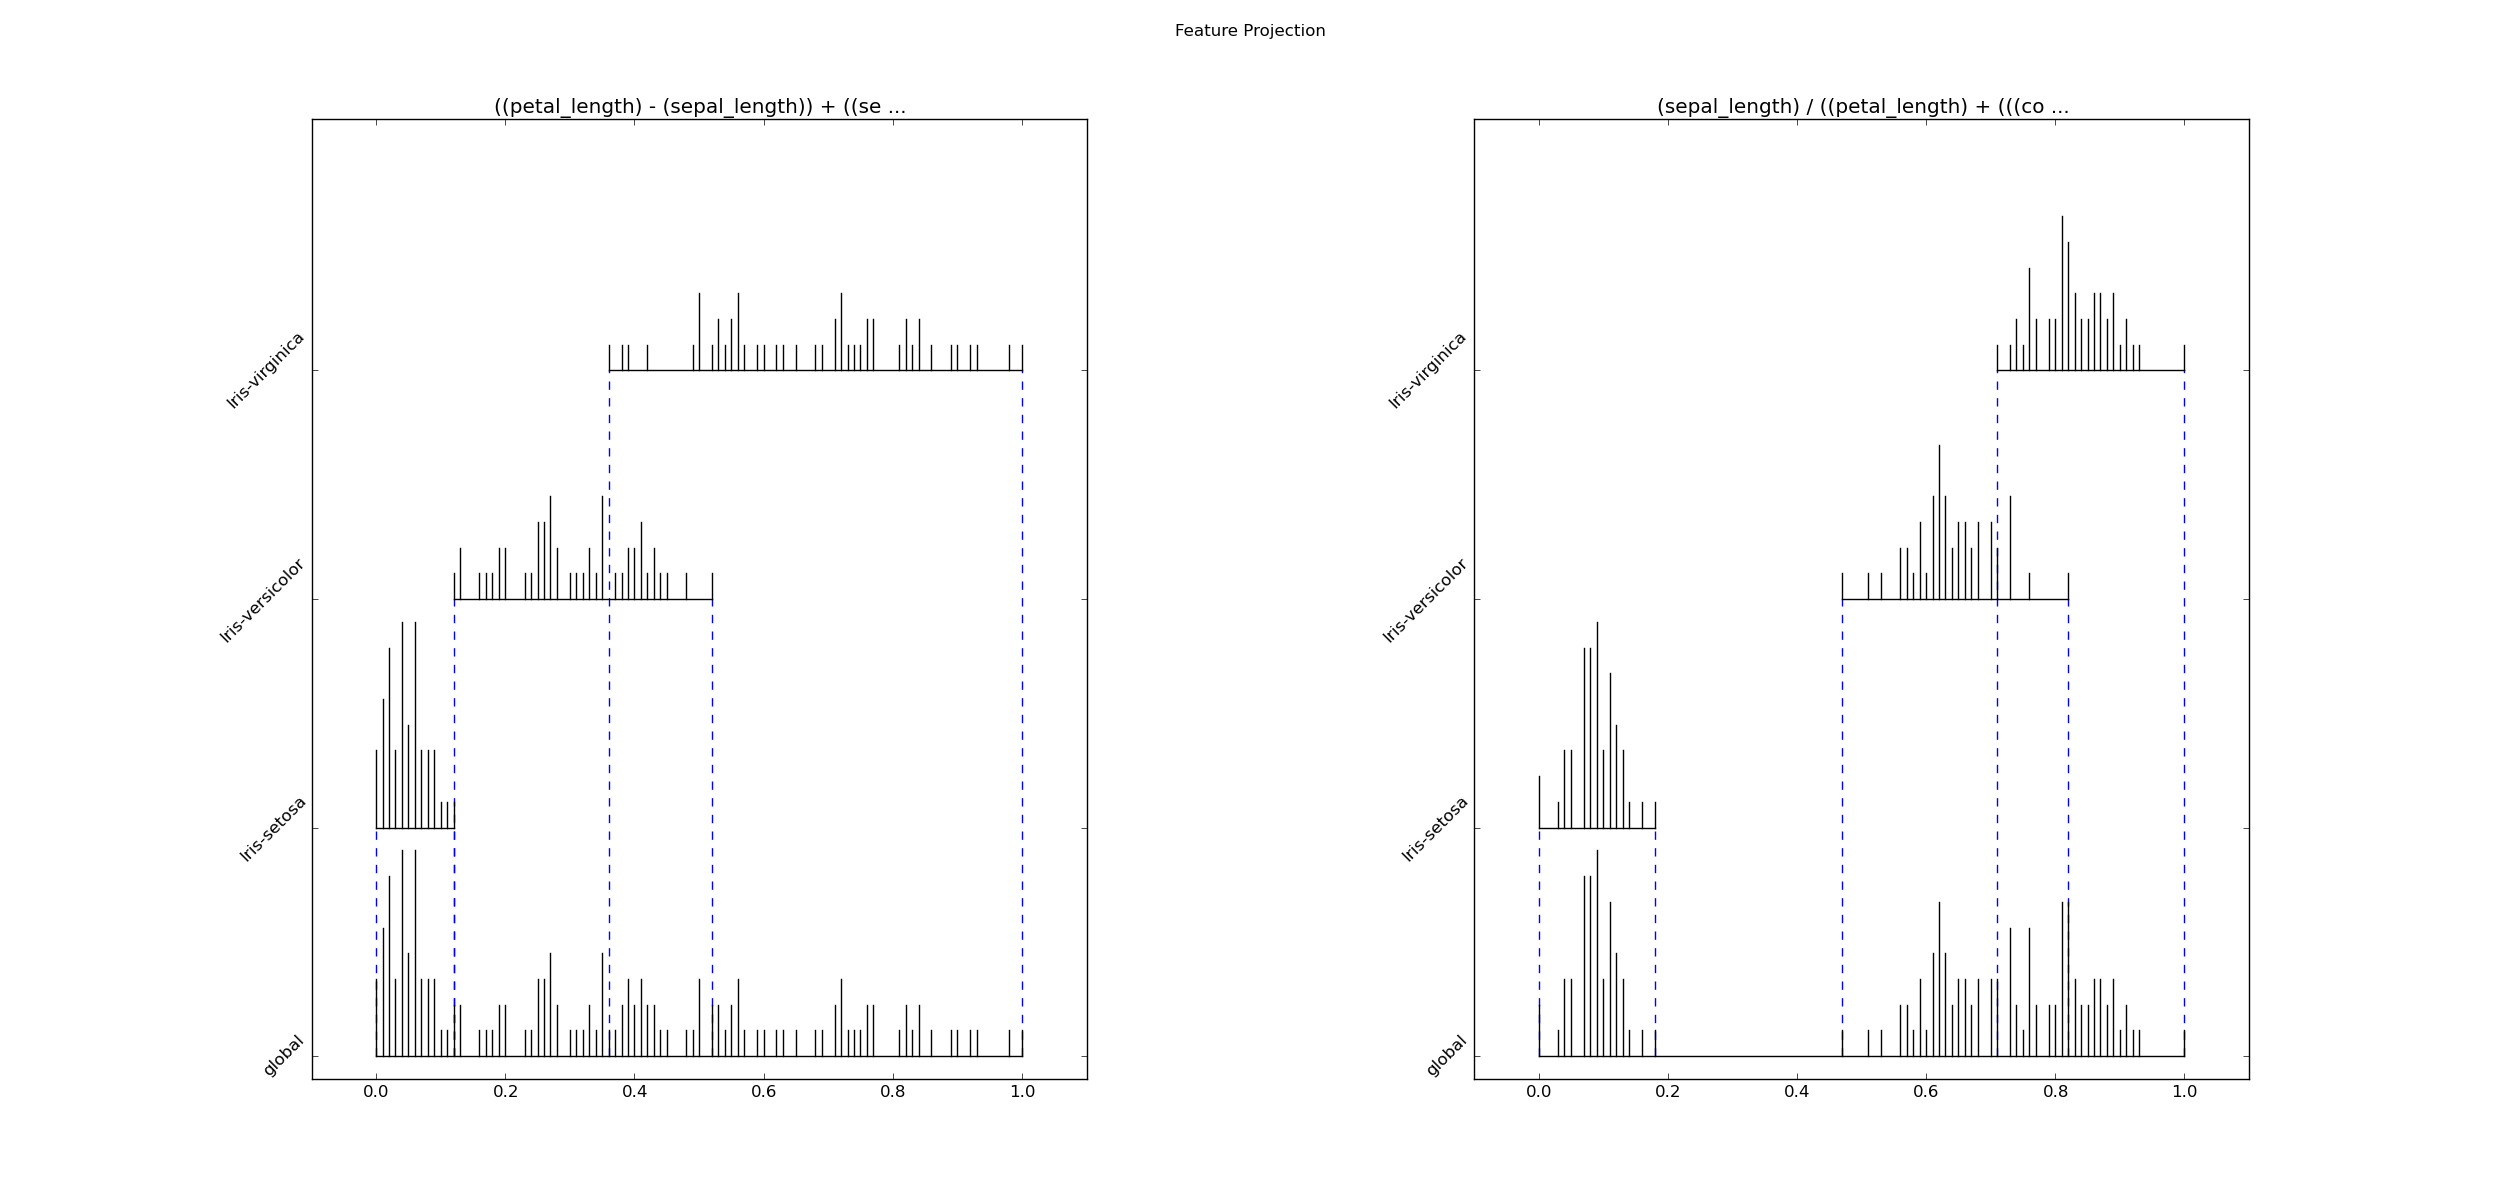 Feature Projection
((petal_length) - (sepal_length)) + ((se ...
Iris-virginica
Iris-versicolor
Iris-setosa
global
0.0 0.2 0.4 0.6 0.8 1.0
(sepal_length) / ((petal_length) + (((co ...
Iris-virginica
Iris-versicolor
Iris-setosa
global
0.0 0.2 0.4 0.6 0.8 1.0